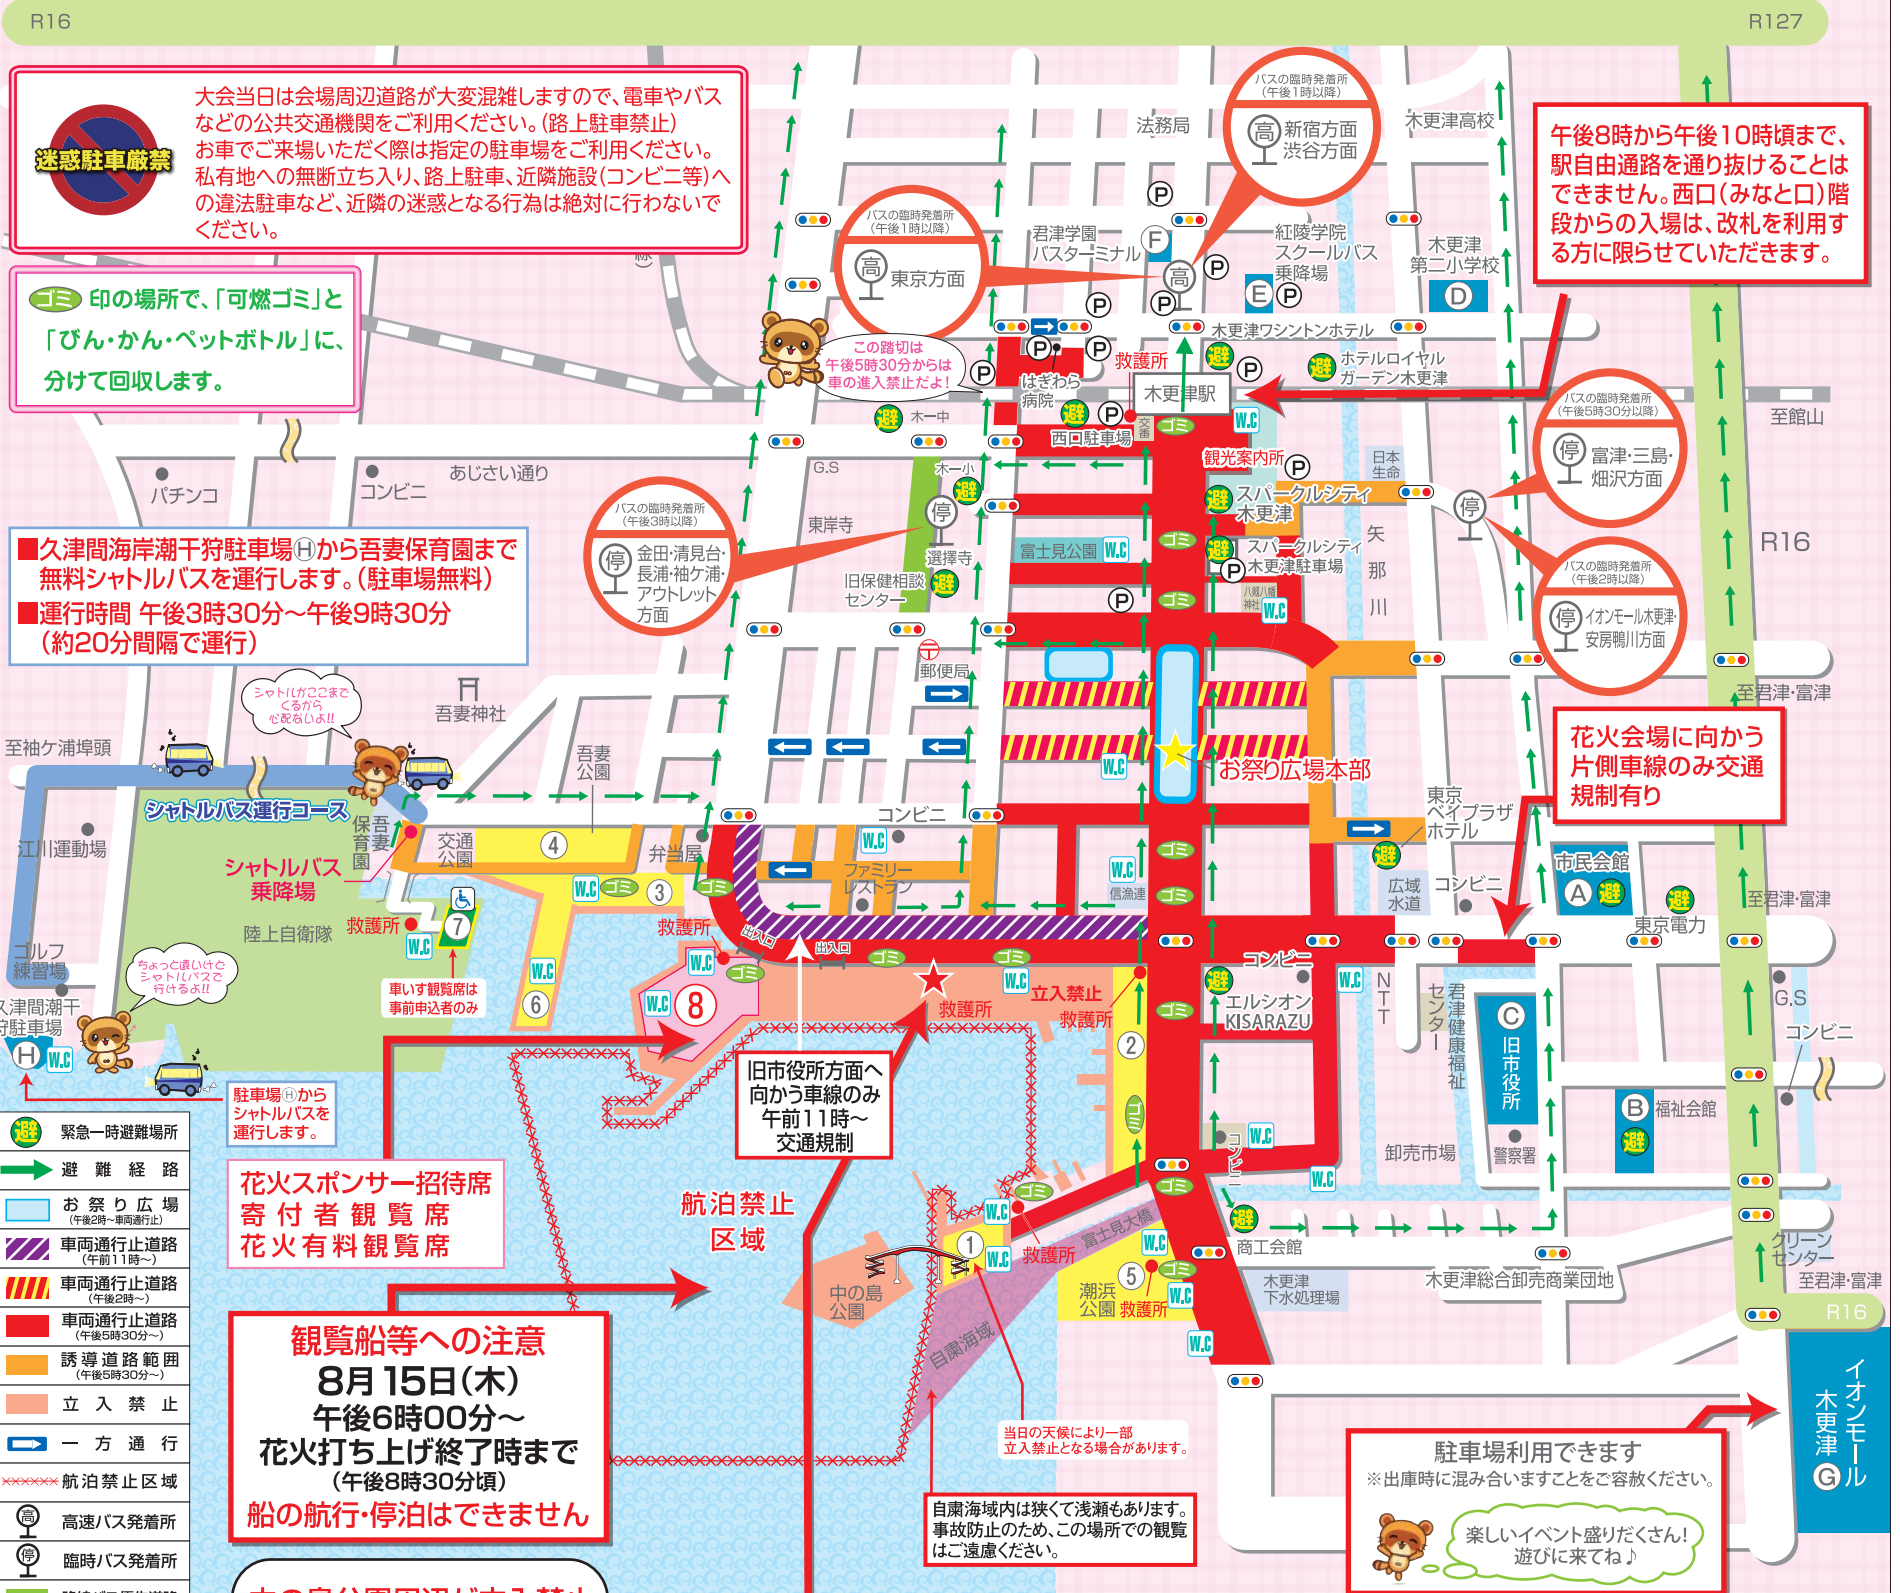 R16
R127
迷惑駐車厳禁
大会当日は会場周辺道路が大変混雑しますので、電車やバス
などの公共交通機関をご利用ください。(路上駐車禁止)
お車でご来場いただく際は指定の駐車場をご利用ください。
私有地への無断立ち入り、路上駐車、近隣施設(コンビニ等)へ
の違法駐車など、近隣の迷惑となる行為は絶対に行わないで
ください。
ゴミ 印の場所で、「可燃ゴミ」と
「びん・かん・ペットボトル」に、
分けて回収します。
バスの臨時発着所
(午後1時以降)
高 新宿方面
渋谷方面
バスの臨時発着所
(午後1時以降)
高 東京方面
法務局
木更津高校
午後8時から午後10時頃まで、
駅自由通路を通り抜けることは
できません。西口(みなと口)階
段からの入場は、改札を利用す
る方に限らせていただきます。
君津学園
バスターミナル
F
高
紅陵学院
スクールバス
乗降場
E
P
木更津
第二小学校
D
木更津ワシントンホテル
この踏切は
午後5時30分からは
車の進入禁止だよ!
はぎわら
病院
救護所
木更津駅
避
ホテルロイヤル
ガーデン木更津
至館山
木一中
西口駐車場
交番
ゴミ
W.C
観光案内所
日本
生命
バスの臨時発着所
(午後5時30分以降)
停 富津・三島・
畑沢方面
パチンコ
コンビニ
あじさい通り
G.S
木一小
スパークルシティ
木更津
矢那川
R16
■久津間海岸潮干狩駐車場Ⓗから吾妻保育園まで
無料シャトルバスを運行します。(駐車場無料)
■運行時間 午後3時30分~午後9時30分
(約20分間隔で運行)
バスの臨時発着所
(午後3時以降)
停 金田・清見台・
長浦・袖ケ浦・
アウトレット
方面
東岸寺
停
選擇寺
旧保健相談
センター
富士見公園
W.C
スパークルシティ
木更津駐車場
八剱八幡
神社
バスの臨時発着所
(午後2時以降)
停 イオンモール木更津・
安房鴨川方面
郵便局
至君津・富津
シャトルがここまで
くるから
心配ないよ!!
吾妻神社
至袖ケ浦埠頭
シャトルバス運行コース
吾妻
公園
お祭り広場本部
花火会場に向かう
片側車線のみ交通
規制有り
江川運動場
吾妻
保育園
交通
公園
4
弁当屋
コンビニ
ファミリー
レストラン
信漁連
東京
ベイプラザ
ホテル
広域
水道
コンビニ
市民会館
A
東京電力
至君津・富津
シャトルバス
乗降場
3
7
救護所
陸上自衛隊
ゴルフ
練習場
ちょっと遠いけど
シャトルバスで
行けるよ!!
車いす観覧席は
事前申込者のみ
6
救護所
8
出入口
出入口
救護所
立入禁止
救護所
2
コンビニ
エルシオン
KISARAZU
NTT
君津健康福祉
センター
C
旧市役所
警察署
G.S
コンビニ
久津間潮干
狩駐車場
H
W.C
駐車場Ⓗから
シャトルバスを
運行します。
旧市役所方面へ
向かう車線のみ
午前11時~
交通規制
B
福祉会館
卸売市場
コンビニ
避 緊急一時避難場所
避難経路
お祭り広場
(午後2時~車両通行止)
車両通行止道路
(午前11時~)
車両通行止道路
(午後2時~)
車両通行止道路
(午後5時30分~)
誘導道路範囲
(午後5時30分~)
立入禁止
一方通行
航泊禁止区域
高 高速バス発着所
停 臨時バス発着所
花火スポンサー招待席
寄付者観覧席
花火有料観覧席
航泊禁止
区域
救護所
1
富士見大橋
中の島
公園
潮浜
公園
5
救護所
商工会館
木更津
下水処理場
木更津総合卸売商業団地
クリーン
センター
至君津・富津
R16
自粛海域
観覧船等への注意
8月15日(木)
午後6時00分~
花火打ち上げ終了時まで
(午後8時30分頃)
船の航行・停泊はできません
当日の天候により一部
立入禁止となる場合があります。
自粛海域内は狭くて浅瀬もあります。
事故防止のため、この場所での観覧
はご遠慮ください。
駐車場利用できます
※出庫時に混み合いますことをご容赦ください。
楽しいイベント盛りだくさん!
遊びに来てね♪
イオンモール
木更津 G